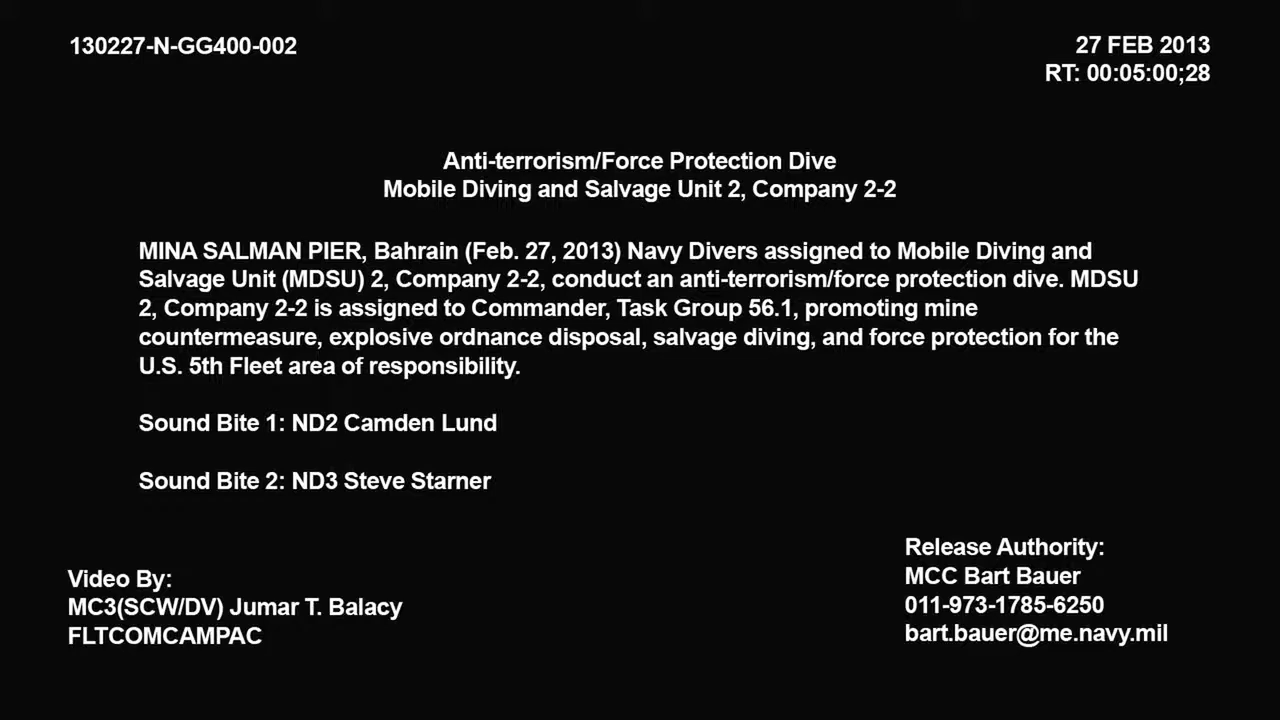 130227-N-GG400-002
27 FEB 2013
RT: 00:05:00;28
Anti-terrorism/Force Protection Dive
Mobile Diving and Salvage Unit 2, Company 2-2
MINA SALMAN PIER, Bahrain (Feb. 27, 2013) Navy Divers assigned to Mobile Diving and
Salvage Unit (MDSU) 2, Company 2-2, conduct an anti-terrorism/force protection dive. MDSU
2, Company 2-2 is assigned to Commander, Task Group 56.1, promoting mine
countermeasure, explosive ordnance disposal, salvage diving, and force protection for the
U.S. 5th Fleet area of responsibility.
Sound Bite 1: ND2 Camden Lund
Sound Bite 2: ND3 Steve Starner
Video By:
MC3(SCW/DV) Jumar T. Balacy
FLTCOMCAMPAC
Release Authority:
MCC Bart Bauer
011-973-1785-6250
bart.bauer@me.navy.mil